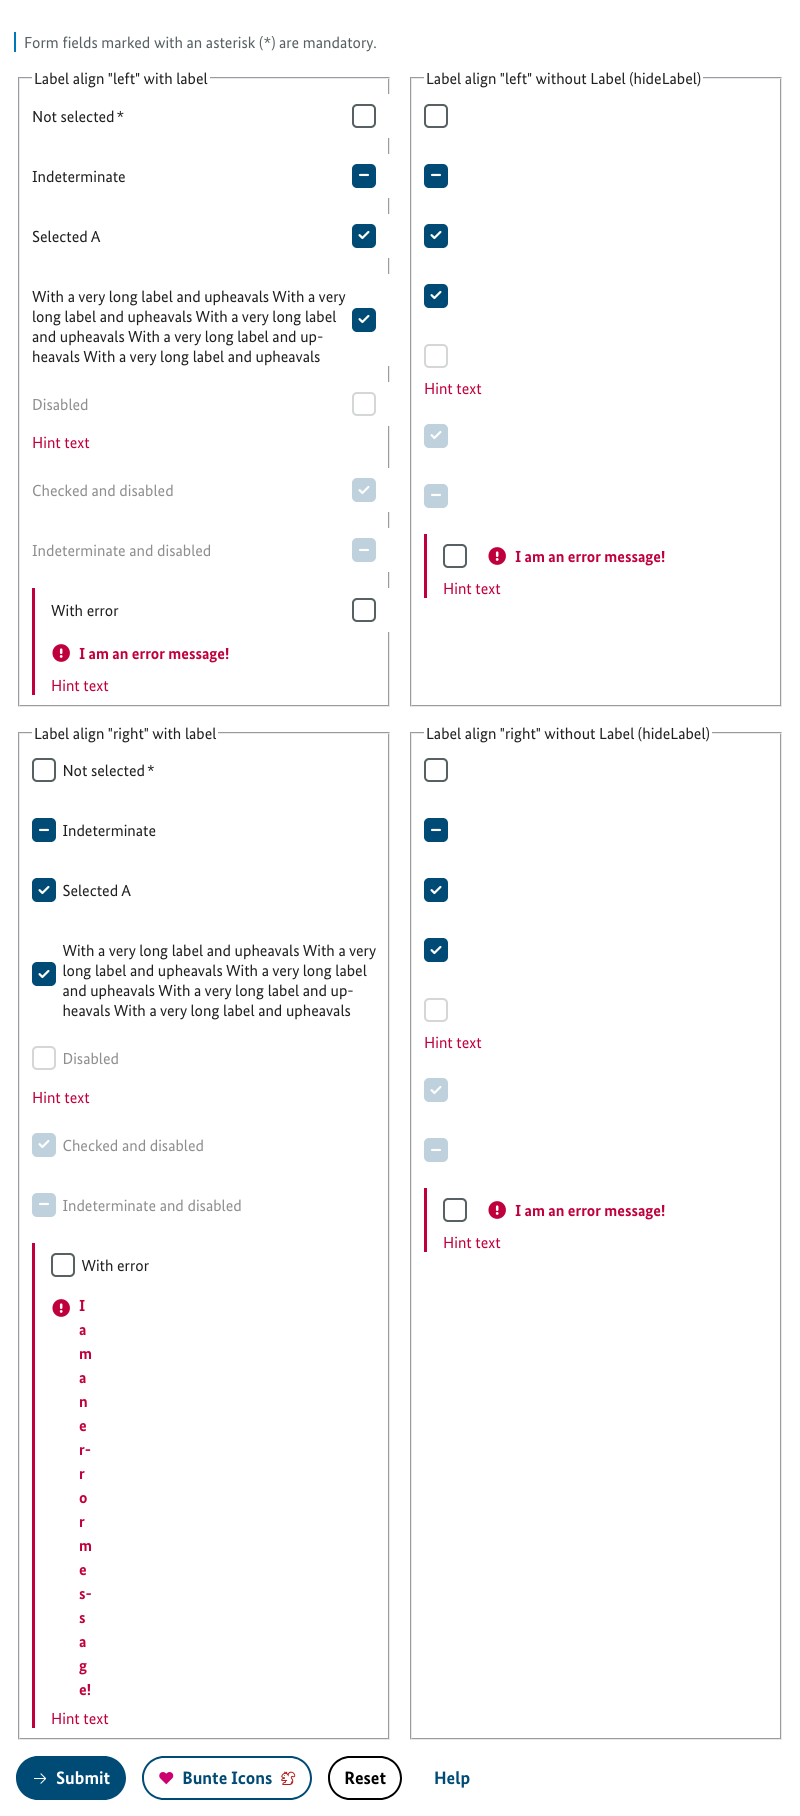 Form fields marked with an asterisk (*) are mandatory.
Label align "left" with label
Not selected *
Indeterminate
Selected A
With a very long label and upheavals With a very
long label and upheavals With a very long label
and upheavals With a very long label and up-
heavals With a very long label and upheavals
Disabled
Hint text
Checked and disabled
Indeterminate and disabled
With error
I am an error message!
Hint text
Label align "left" without Label (hideLabel)
Hint text
I am an error message!
Hint text
Label align "right" with label
Not selected *
Indeterminate
Selected A
With a very long label and upheavals With a very
long label and upheavals With a very long label
and upheavals With a very long label and up-
heavals With a very long label and upheavals
Disabled
Hint text
Checked and disabled
Indeterminate and disabled
With error
I
a
m
a
n
e
r-
r
o
r
m
e
s-
s
a
g
e!
Hint text
Label align "right" without Label (hideLabel)
Hint text
I am an error message!
Hint text
Submit
Bunte Icons
Reset
Help